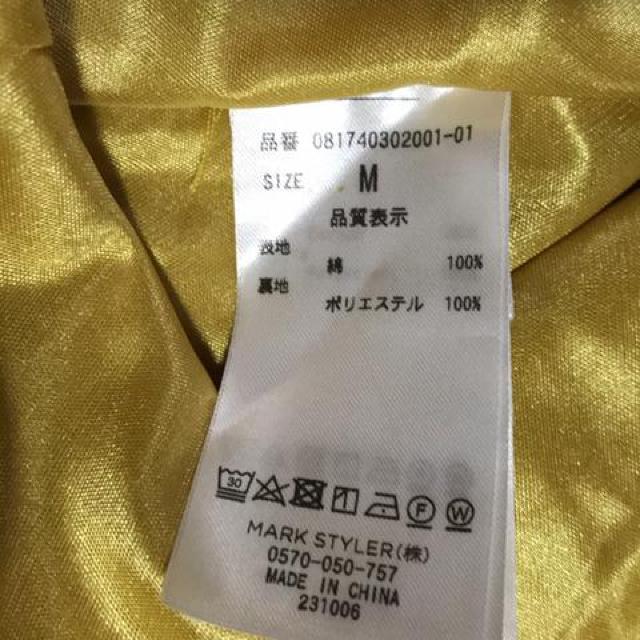 品番 081740302001-01
SIZE M
品質表示
表地 綿 100%
裏地 ポリエステル 100%
30 F W
MARK STYLER(株)
0570-050-757
MADE IN CHINA
231006